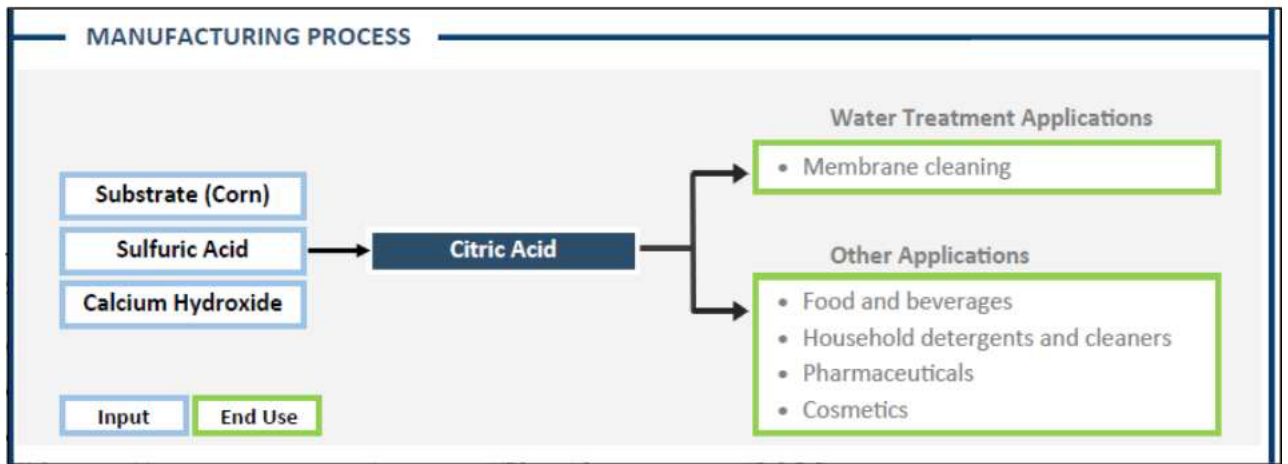 MANUFACTURING PROCESS
Substrate (Corn)
Sulfuric Acid
Calcium Hydroxide
Citric Acid
Water Treatment Applications
• Membrane cleaning
Other Applications
• Food and beverages
• Household detergents and cleaners
• Pharmaceuticals
• Cosmetics
Input
End Use